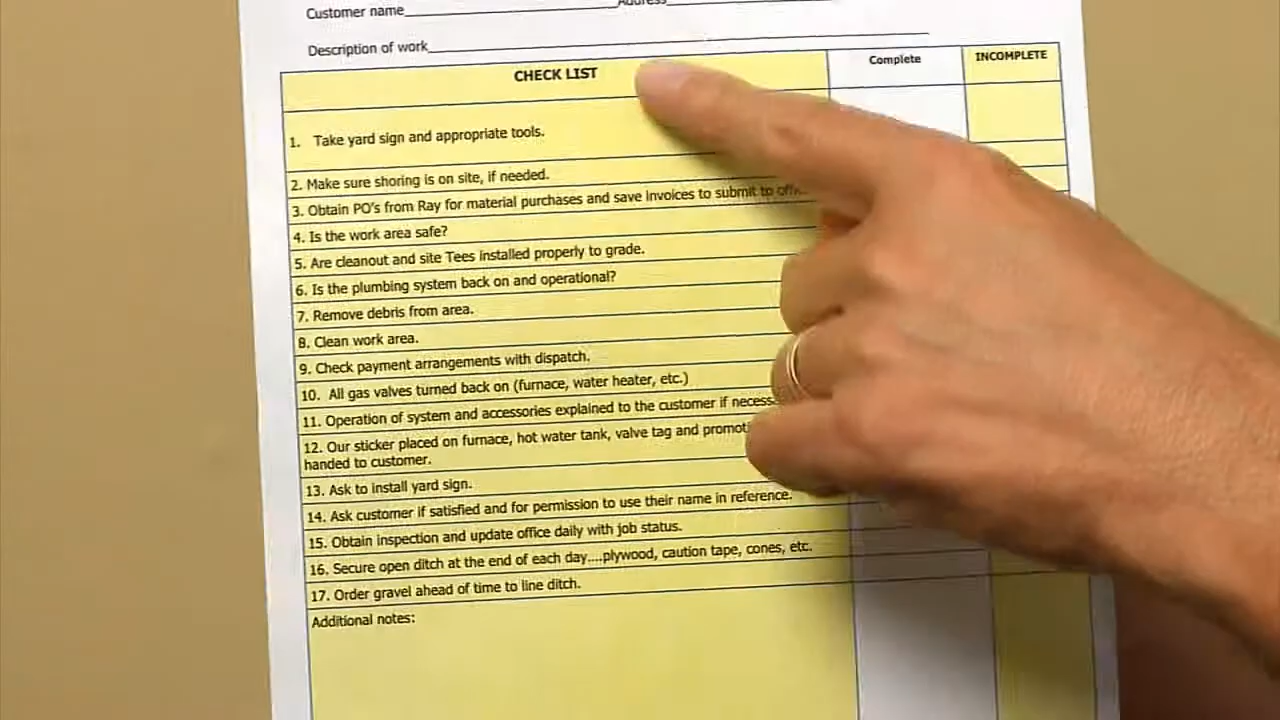 Customer name____________________Address____________________
Description of work____________________
CHECK LIST Complete INCOMPLETE
1. Take yard sign and appropriate tools.
2. Make sure shoring is on site, if needed.
3. Obtain PO's from Ray for material purchases and save invoices to submit to
4. Is the work area safe?
5. Are cleanout and site Tees installed properly to grade.
6. Is the plumbing system back on and operational?
7. Remove debris from area.
8. Clean work area.
9. Check payment arrangements with dispatch.
10. All gas valves turned back on (furnace, water heater, etc.)
11. Operation of system and accessories explained to the customer if
12. Our sticker placed on furnace, hot water tank, valve tag and
handed to customer.
13. Ask to install yard sign.
14. Ask customer if satisfied and for permission to use their name in reference.
15. Obtain inspection and update office daily with job status.
16. Secure open ditch at the end of each day....plywood, caution tape, cones, etc.
17. Order gravel ahead of time to line ditch.
Additional notes: